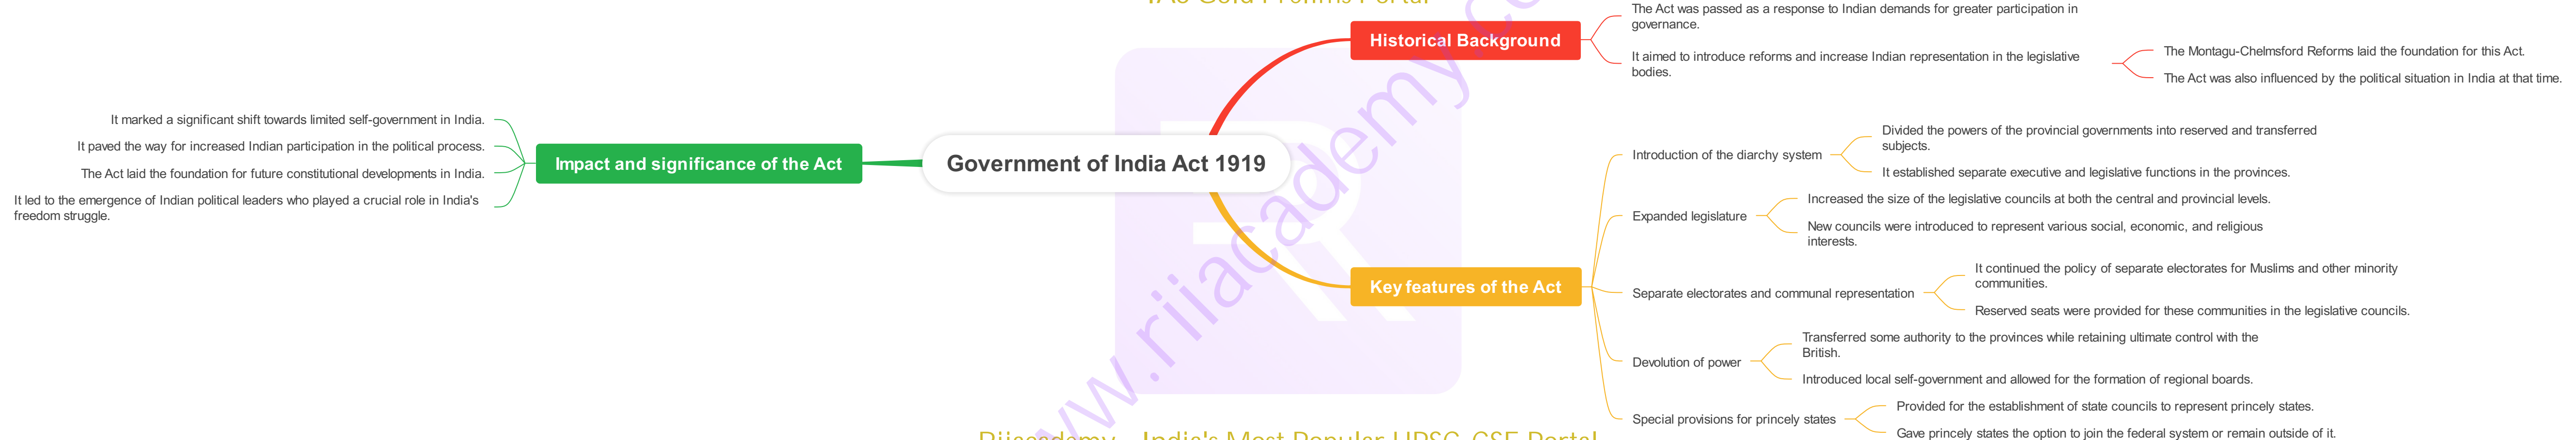 Government of India Act 1919
Historical Background
The Act was passed as a response to Indian demands for greater participation in
governance.
It aimed to introduce reforms and increase Indian representation in the legislative
bodies.
The Montagu-Chelmsford Reforms laid the foundation for this Act.
The Act was also influenced by the political situation in India at that time.
Key features of the Act
Introduction of the diarchy system
Divided the powers of the provincial governments into reserved and transferred
subjects.
It established separate executive and legislative functions in the provinces.
Expanded legislature
Increased the size of the legislative councils at both the central and provincial levels.
New councils were introduced to represent various social, economic, and religious
interests.
Separate electorates and communal representation
It continued the policy of separate electorates for Muslims and other minority
communities.
Reserved seats were provided for these communities in the legislative councils.
Devolution of power
Transferred some authority to the provinces while retaining ultimate control with the
British.
Introduced local self-government and allowed for the formation of regional boards.
Special provisions for princely states
Provided for the establishment of state councils to represent princely states.
Gave princely states the option to join the federal system or remain outside of it.
Impact and significance of the Act
It marked a significant shift towards limited self-government in India.
It paved the way for increased Indian participation in the political process.
The Act laid the foundation for future constitutional developments in India.
It led to the emergence of Indian political leaders who played a crucial role in India's
freedom struggle.
India's Most Popular UPSC-CSE Portal